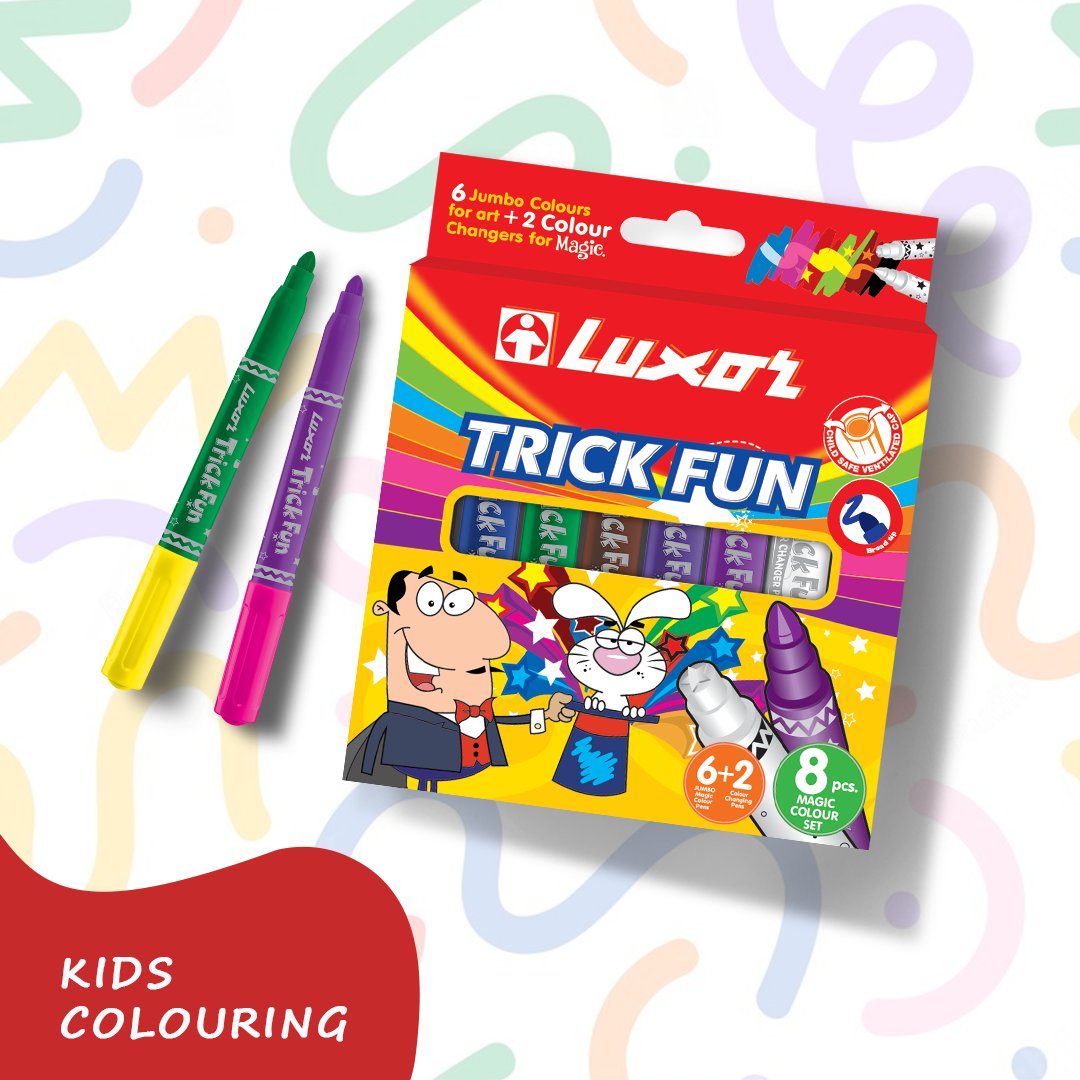 6 Jumbo Colours
for art + 2 Colour
Changers for Magic.
LUXOR
TRICK FUN
CHILD SAFE VENTILATED CAP
Broad tip
6+2
JUMBO Magic Colour Pens
Colour Changing Pens
8 pcs.
MAGIC
COLOUR
SET
Luxor Trick Fun
Luxor Trick Fun
KIDS
COLOURING